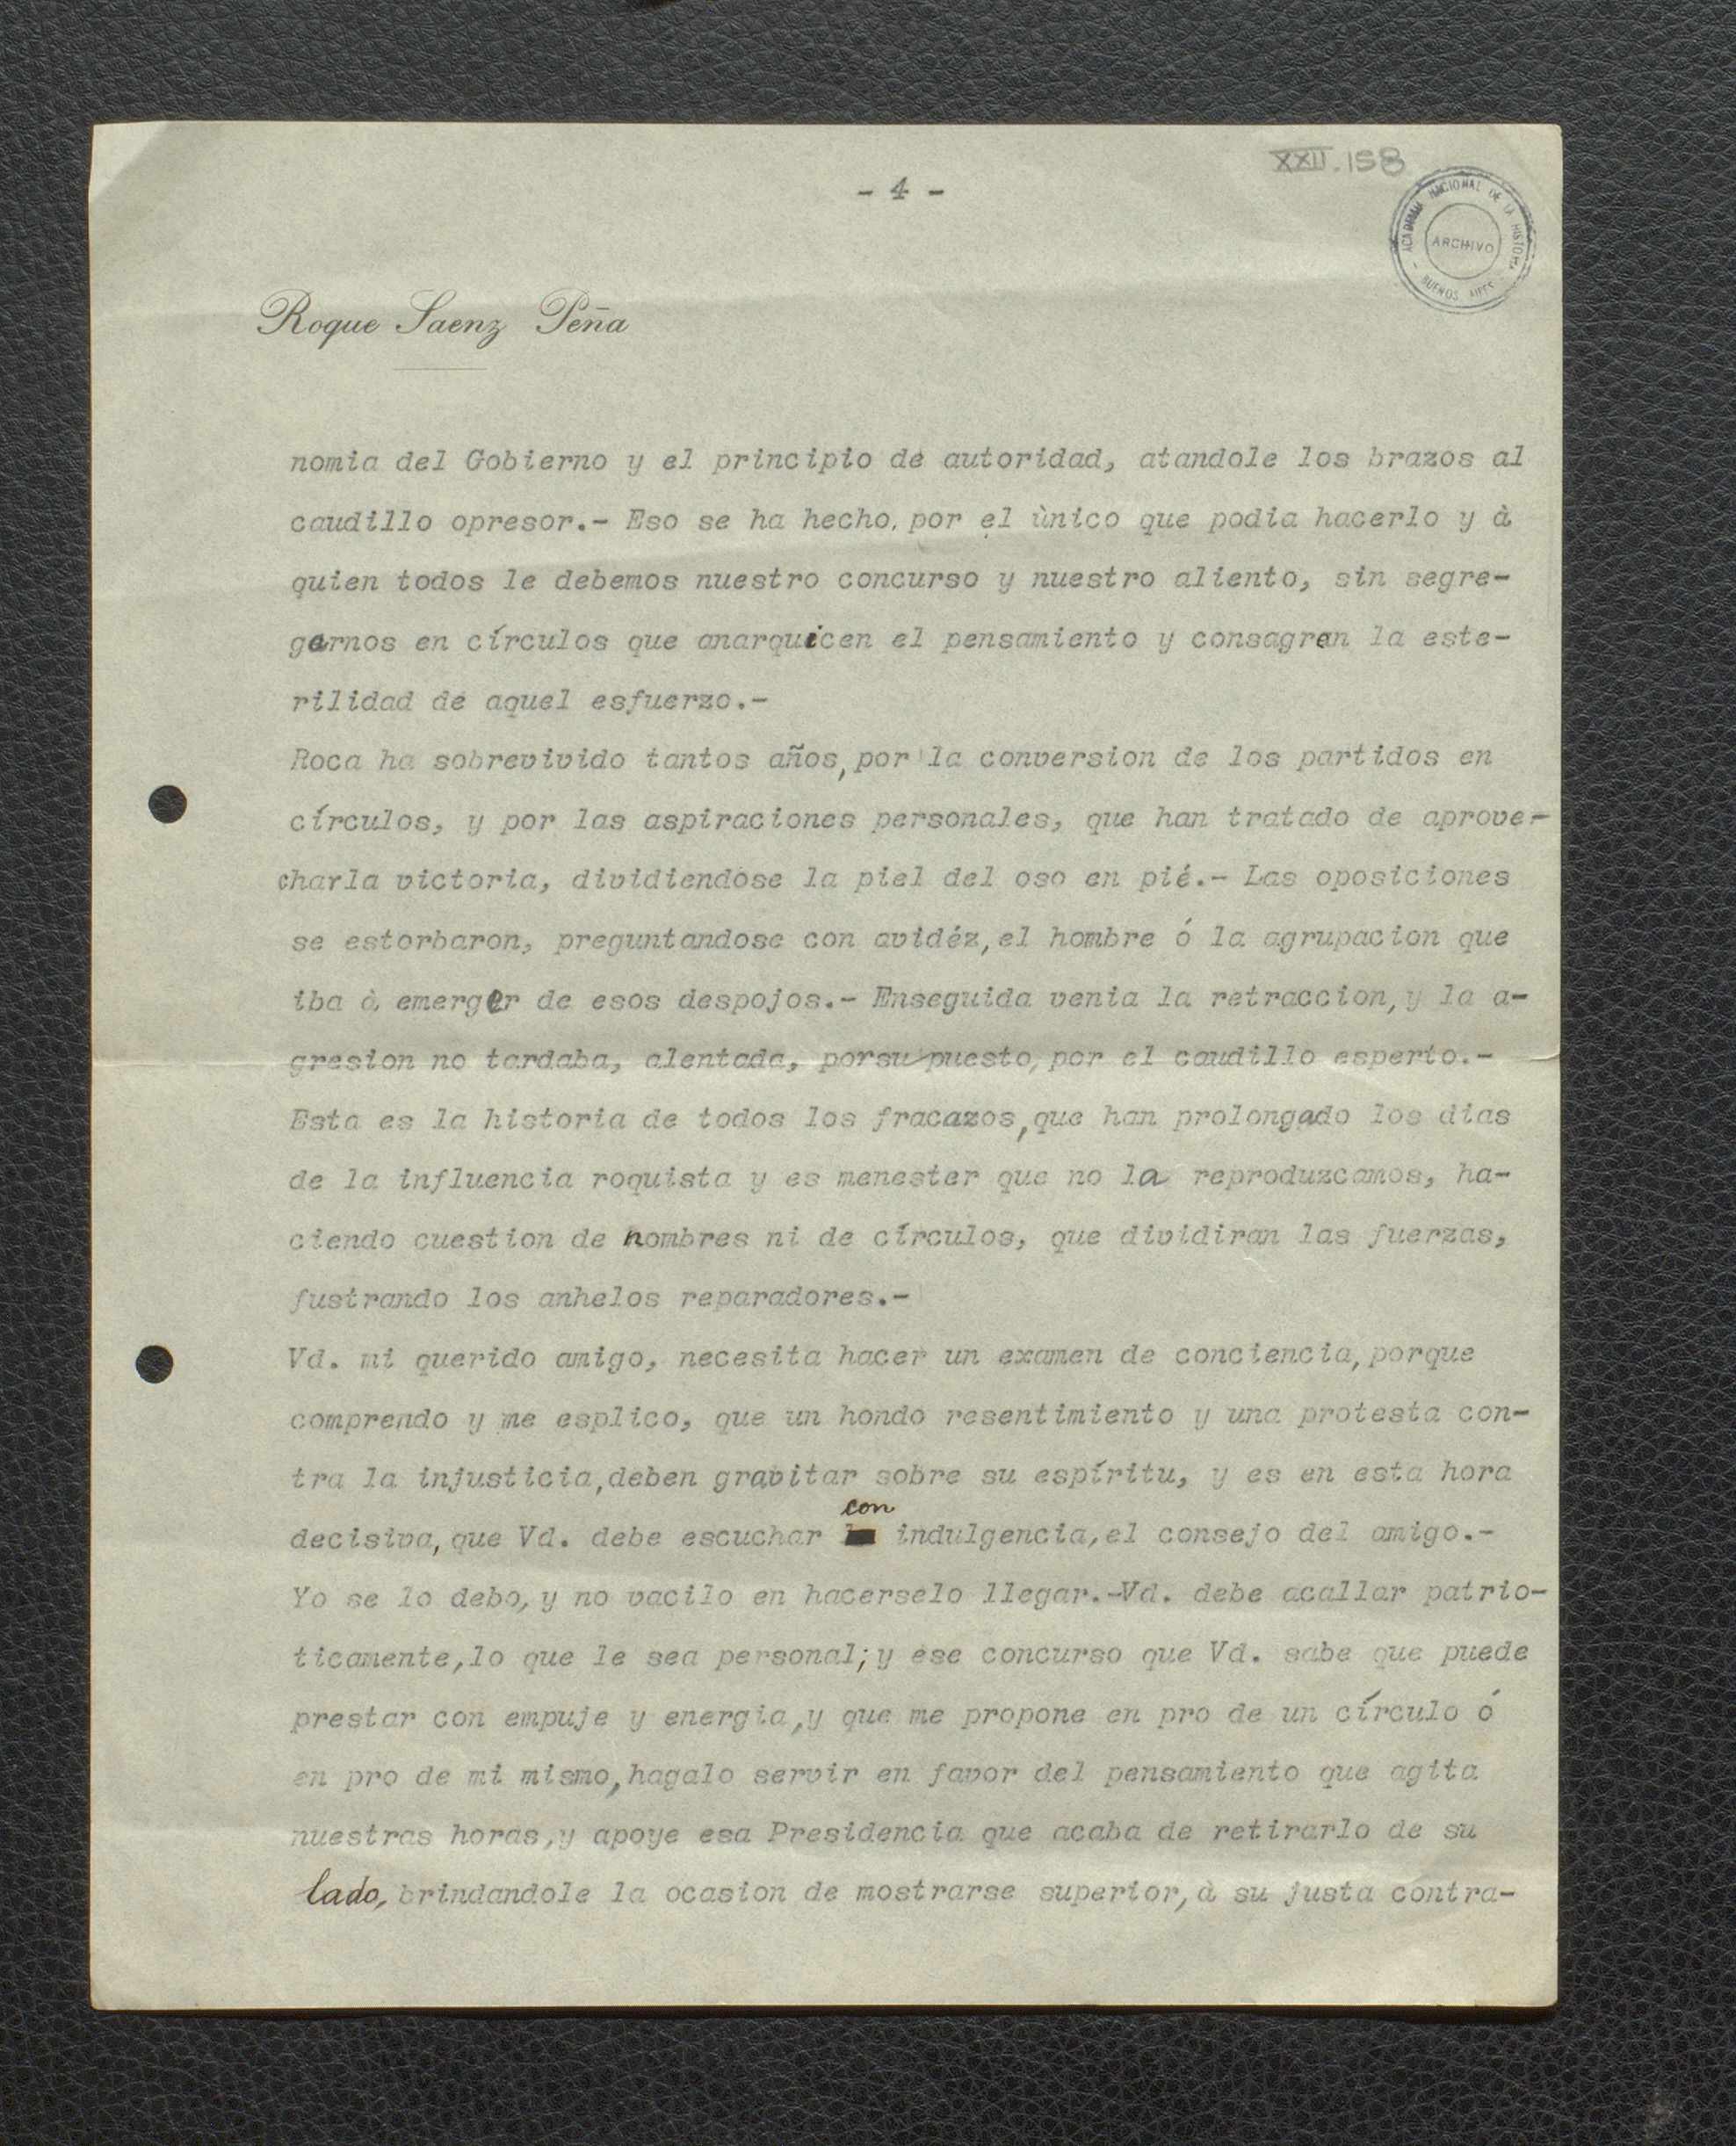 XXII.158
- 4 -
ACADEMIA NACIONAL DE LA HISTORIA
ARCHIVO
BUENOS AIRES
Roque Saenz Peña
nomia del Gobierno y el principio de autoridad, atandole los brazos al
caudillo opresor.- Eso se ha hecho, por el ùnico que podia hacerlo y à
quien todos le debemos nuestro concurso y nuestro aliento, sin segre-
garnos en círculos que anarquicen el pensamiento y consagren la este-
rilidad de aquel esfuerzo.-
Roca ha sobrevivido tantos años, por la conversion de los partidos en
círculos, y por las aspiraciones personales, que han tratado de aprove-
charla victoria, dividiendose la piel del oso en pié.- Las oposiciones
se estorbaron, preguntandose con avidéz, el hombre ó la agrupacion que
iba à emerger de esos despojos.- Enseguida venia la retraccion, y la a-
gresion no tardaba, alentada, porsupuesto, por el caudillo esperto.-
Esta es la historia de todos los fracazos, que han prolongado los dias
de la influencia roquista y es menester que no la reproduzcamos, ha-
ciendo cuestion de nombres ni de círculos, que dividiran las fuerzas,
fustrando los anhelos reparadores.-
Vd. mi querido amigo, necesita hacer un examen de conciencia, porque
comprendo y me esplico, que un hondo resentimiento y una protesta con-
tra la injusticia, deben gravitar sobre su espíritu, y es en esta hora
con
decisiva, que Vd. debe escuchar indulgencia, el consejo del amigo.-
Yo se lo debo, y no vacilo en hacerselo llegar.-Vd. debe acallar patrio-
ticamente, lo que le sea personal; y ese concurso que Vd. sabe que puede
prestar con empuje y energia, y que me propone en pro de un círculo ó
en pro de mi mismo, hagalo servir en favor del pensamiento que agita
nuestras horas, y apoye esa Presidencia que acaba de retirarlo de su
lado, brindandole la ocasion de mostrarse superior, à su justa contra-